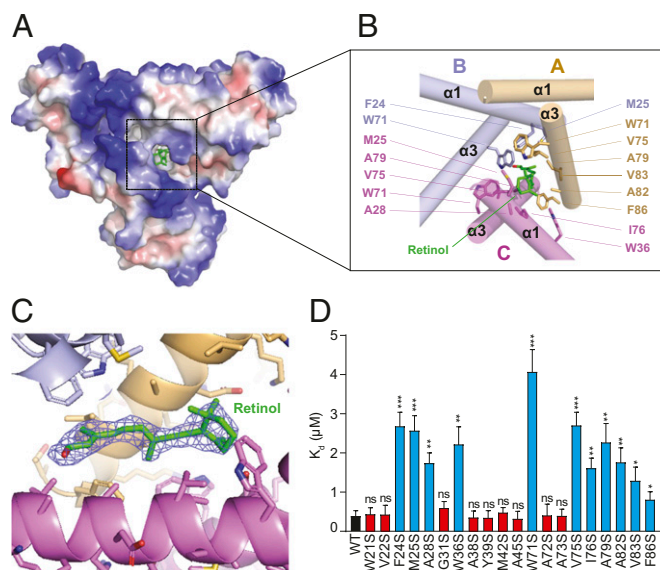 A
B
B
A
α1
α1
F24
W71
M25
A79
V75
W71
A28
α3
α3
M25
W71
V75
A79
V83
A82
F86
I76
W36
Retinol
α3
α1
C
C
Retinol
D
K_d (μM)
5
4
3
2
1
0
ns
ns
***
***
**
ns
**
ns
ns
ns
ns
***
ns
ns
***
**
**
**
*
*
WT
W21S
V22S
F24S
M25S
A28S
G31S
W36S
A38S
Y39S
M42S
A45S
W71S
A72S
A73S
V75S
I76S
A79S
A82S
V83S
F86S